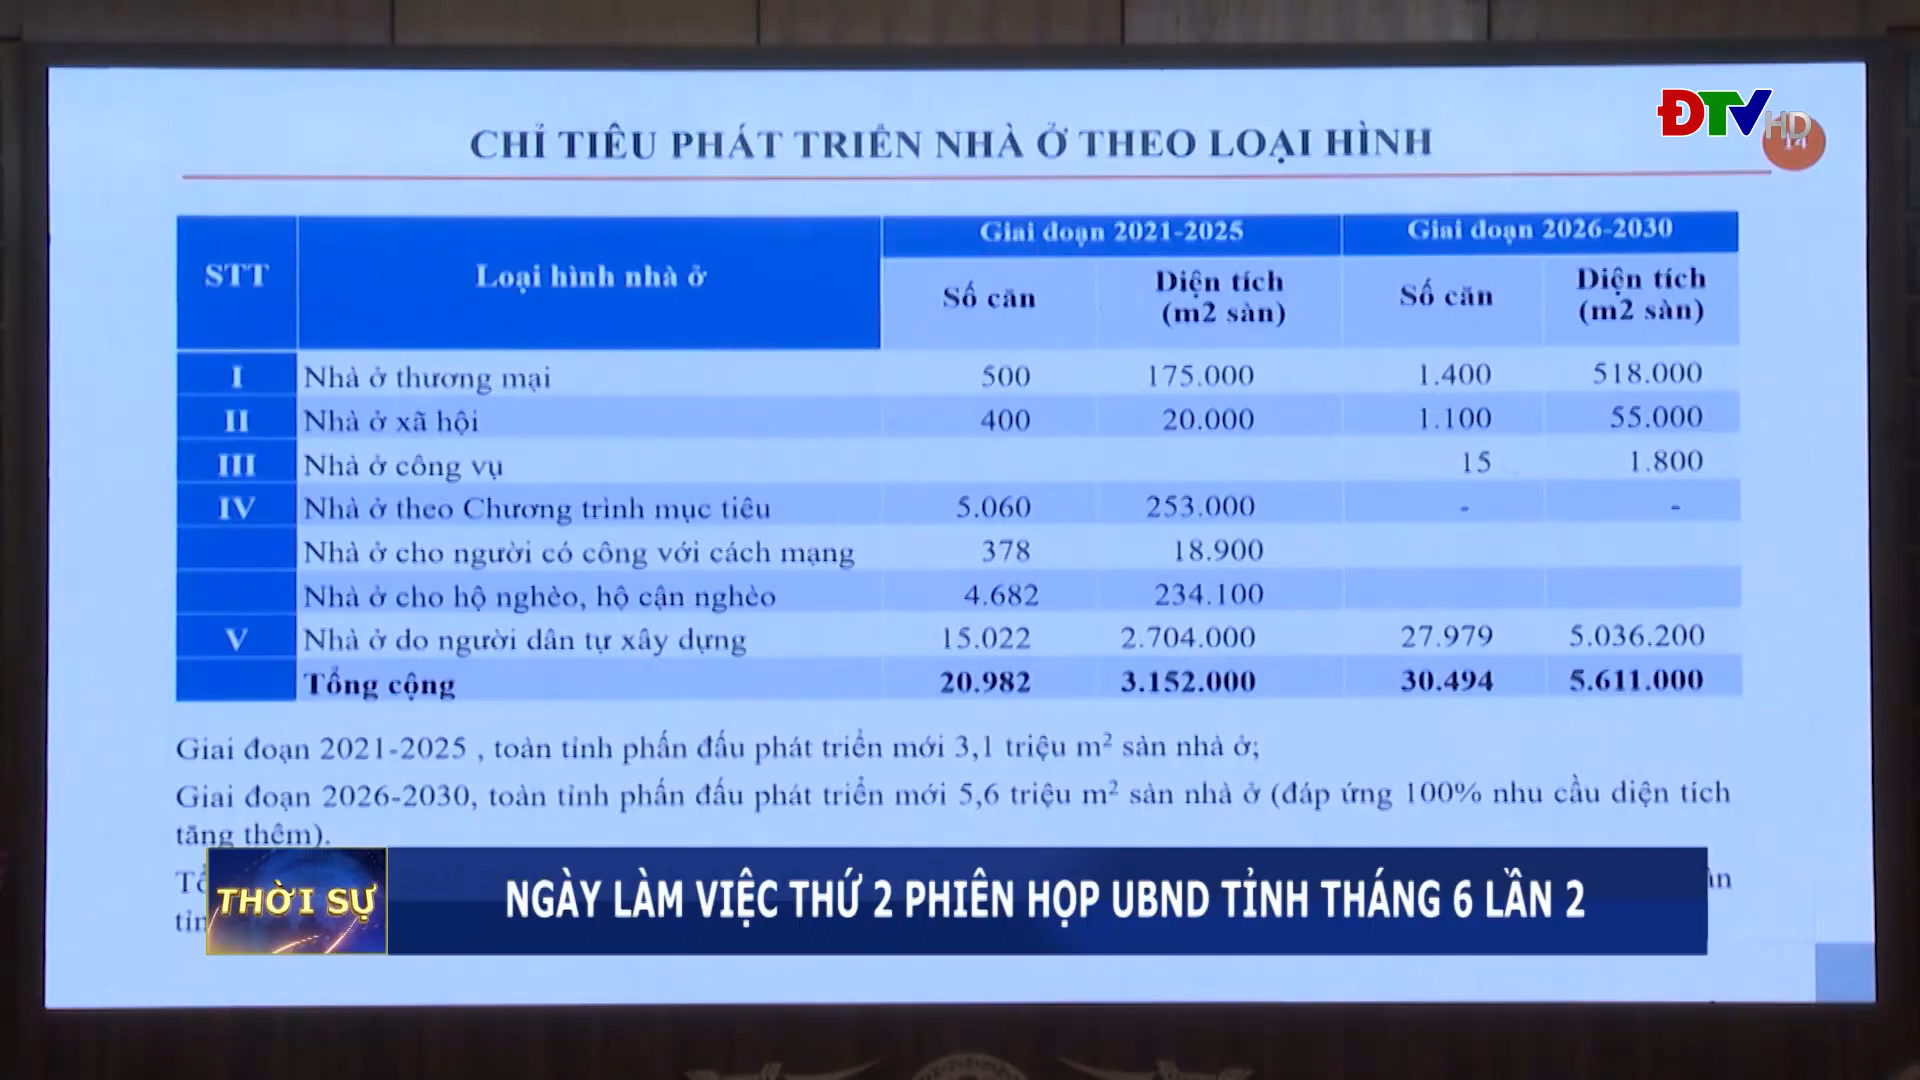 ĐTV HD
14
CHỈ TIÊU PHÁT TRIỂN NHÀ Ở THEO LOẠI HÌNH
STT Loại hình nhà ở Giai đoạn 2021-2025 Giai đoạn 2026-2030
Số căn Diện tích (m2 sàn) Số căn Diện tích (m2 sàn)
I Nhà ở thương mại 500 175.000 1.400 518.000
II Nhà ở xã hội 400 20.000 1.100 55.000
III Nhà ở công vụ 15 1.800
IV Nhà ở theo Chương trình mục tiêu 5.060 253.000 - -
Nhà ở cho người có công với cách mạng 378 18.900
Nhà ở cho hộ nghèo, hộ cận nghèo 4.682 234.100
V Nhà ở do người dân tự xây dựng 15.022 2.704.000 27.979 5.036.200
Tổng cộng 20.982 3.152.000 30.494 5.611.000
Giai đoạn 2021-2025 , toàn tỉnh phấn đấu phát triển mới 3,1 triệu m² sàn nhà ở;
Giai đoạn 2026-2030, toàn tỉnh phấn đấu phát triển mới 5,6 triệu m² sàn nhà ở (đáp ứng 100% nhu cầu diện tích
tăng thêm).
THỜI SỰ
NGÀY LÀM VIỆC THỨ 2 PHIÊN HỌP UBND TỈNH THÁNG 6 LẦN 2